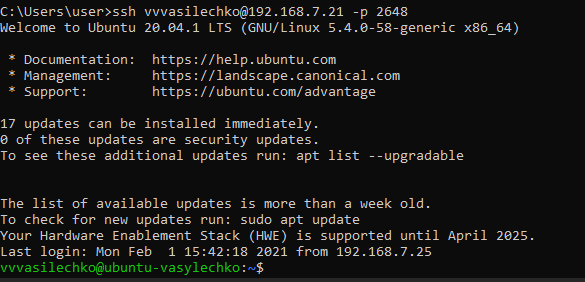 C:\Users\user>ssh vvvasilechko@192.168.7.21 -p 2648
Welcome to Ubuntu 20.04.1 LTS (GNU/Linux 5.4.0-58-generic x86_64)
* Documentation:  https://help.ubuntu.com
* Management:     https://landscape.canonical.com
* Support:        https://ubuntu.com/advantage
17 updates can be installed immediately.
0 of these updates are security updates.
To see these additional updates run: apt list --upgradable
The list of available updates is more than a week old.
To check for new updates run: sudo apt update
Your Hardware Enablement Stack (HWE) is supported until April 2025.
Last login: Mon Feb  1 15:42:18 2021 from 192.168.7.25
vvvasilechko@ubuntu-vasylechko:~$